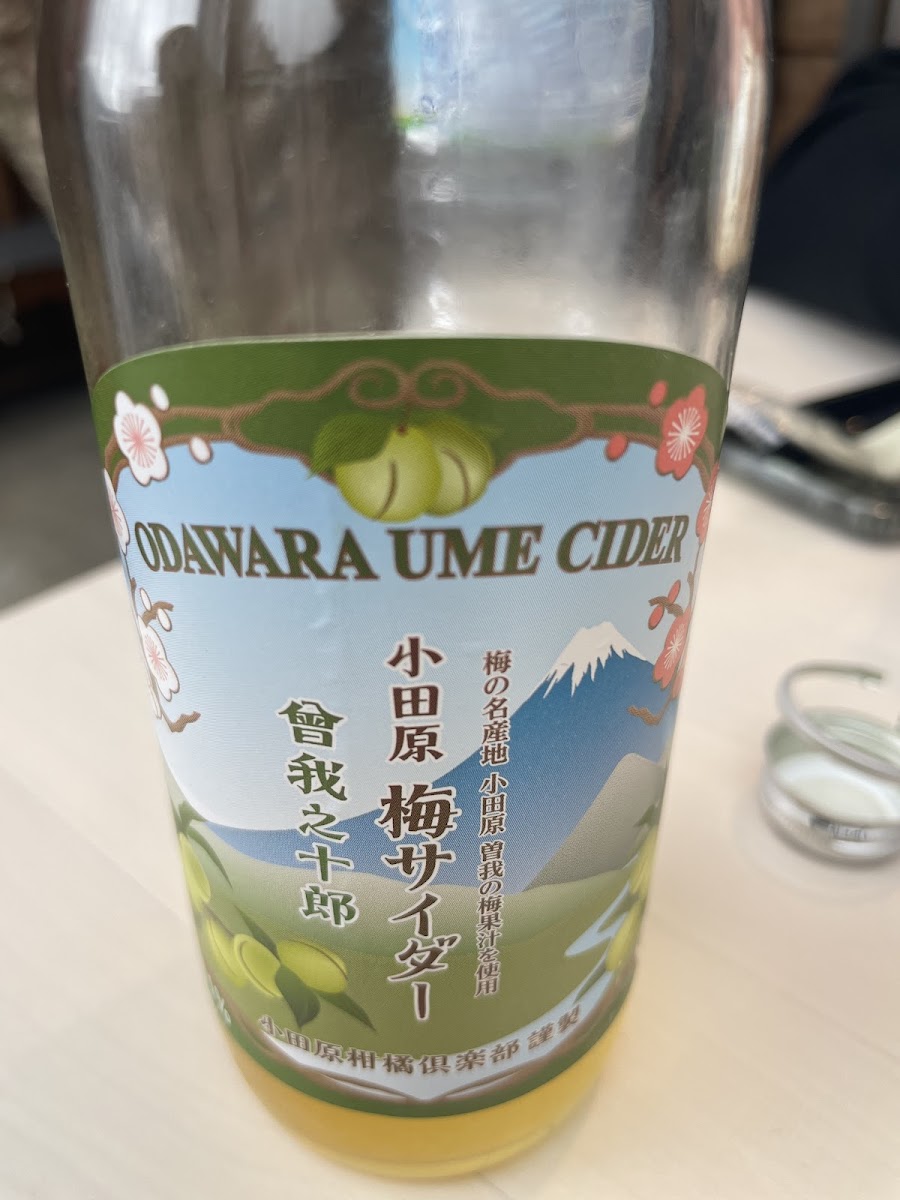 ODAWARA UME CIDER
梅の名産地 小田原 曽我の梅果汁を使用
小田原 梅サイダー
曾我之十郎
小田原柑橘倶楽部 謹製